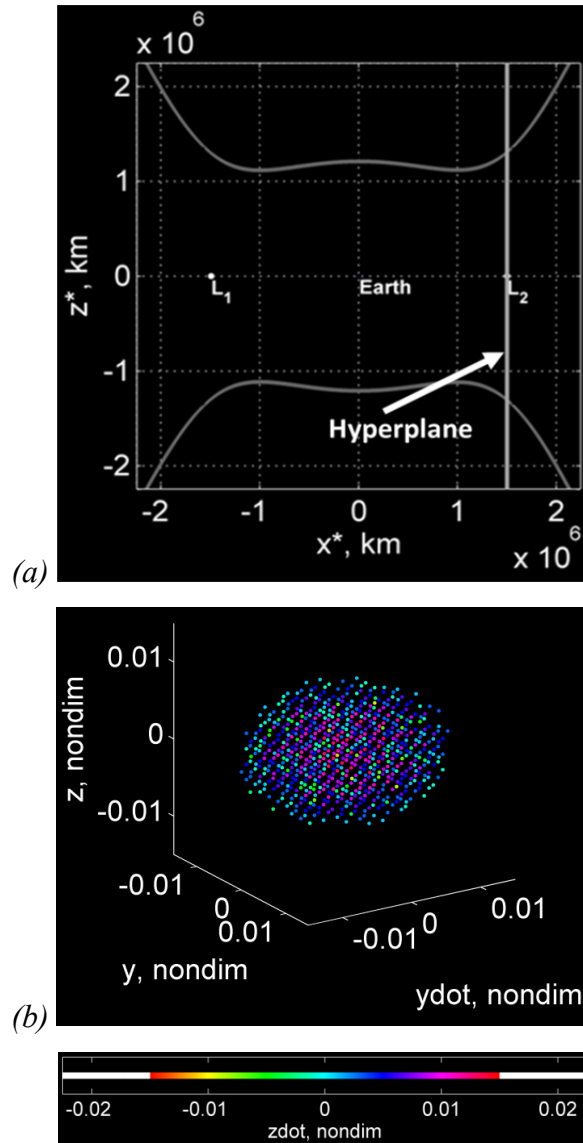 x 10^6
2
1
0
-1
-2
z*, km
L_1
Earth
L_2
Hyperplane
-2
-1
0
1
2
x*, km
x 10^6
(a)
0.01
0
-0.01
z, nondim
-0.01
0
0.01
y, nondim
-0.01
0
0.01
ydot, nondim
(b)
-0.02
-0.01
0
0.01
0.02
zdot, nondim